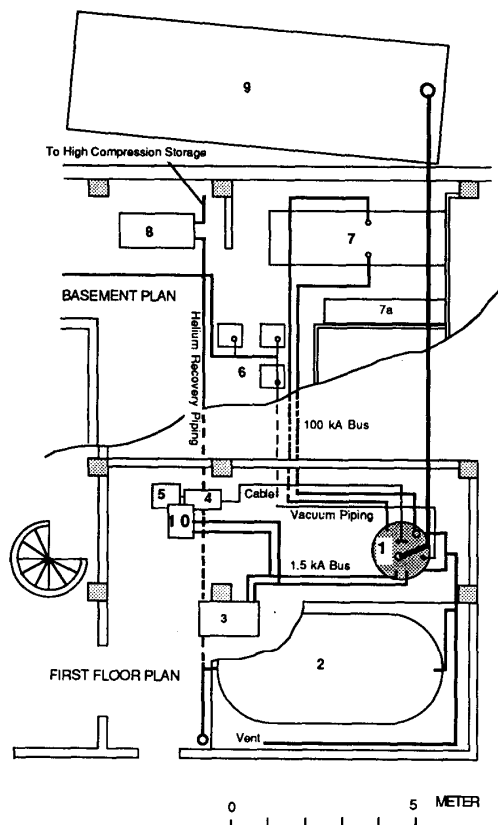 9
To High Compression Storage
8
7
BASEMENT PLAN
7a
Helium Recovery Piping
6
100 kA Bus
5
4
Cable
10
Vacuum Piping
1
1.5 kA Bus
3
2
FIRST FLOOR PLAN
Vent
0 5 METER